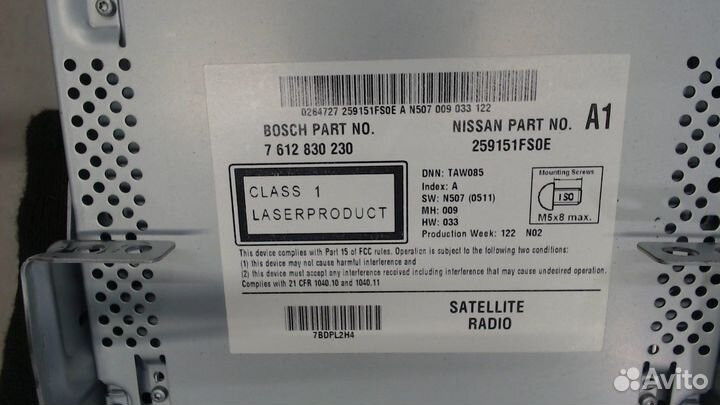 0264727 259151FS0E A N507 009 033 122
BOSCH PART NO.
7 612 830 230
NISSAN PART NO.
259151FS0E
A1
CLASS 1
LASERPRODUCT
DNN: TAW085
Index: A
SW: N507 (0511)
MH: 009
HW: 033
Production Week: 122 N02
Mounting Screws
ISO
M5x8 max.
This device complies with Part 15 of FCC rules. Operation is subject to the following two conditions:
(1) this device may not cause harmful interference and
(2) this device must accept any interference received including interference that may cause undesired operation.
Complies with 21 CFR 1040.10 and 1040.11
7BDPL2H4
SATELLITE
RADIO
Avito